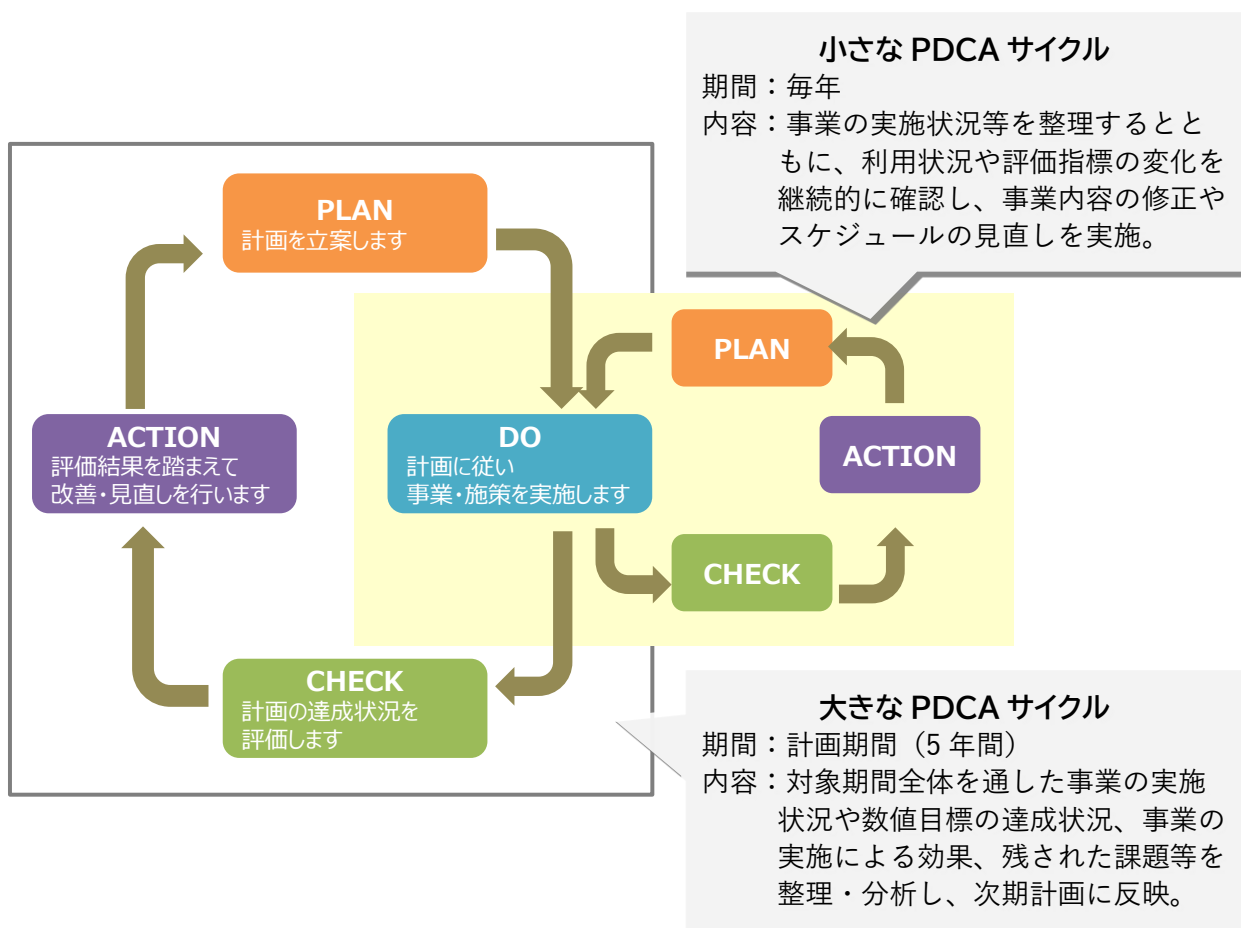 小さな PDCA サイクル
期間：毎年
内容：事業の実施状況等を整理するとと
もに、利用状況や評価指標の変化を
継続的に確認し、事業内容の修正や
スケジュールの見直しを実施。
PLAN
計画を立案します
PLAN
ACTION
評価結果を踏まえて
改善・見直しを行います
DO
計画に従い
事業・施策を実施します
ACTION
CHECK
CHECK
計画の達成状況を
評価します
大きな PDCA サイクル
期間：計画期間（5 年間）
内容：対象期間全体を通した事業の実施
状況や数値目標の達成状況、事業の
実施による効果、残された課題等を
整理・分析し、次期計画に反映。